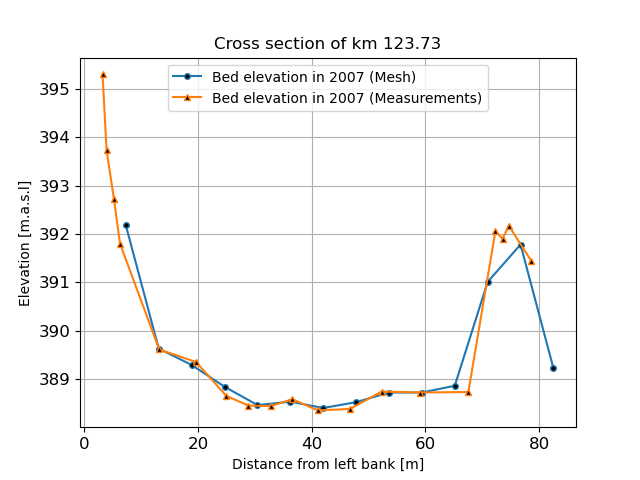 Cross section of km 123.73
Bed elevation in 2007 (Mesh)
Bed elevation in 2007 (Measurements)
Elevation [m.a.s.l]
395
394
393
392
391
390
389
0 20 40 60 80
Distance from left bank [m]